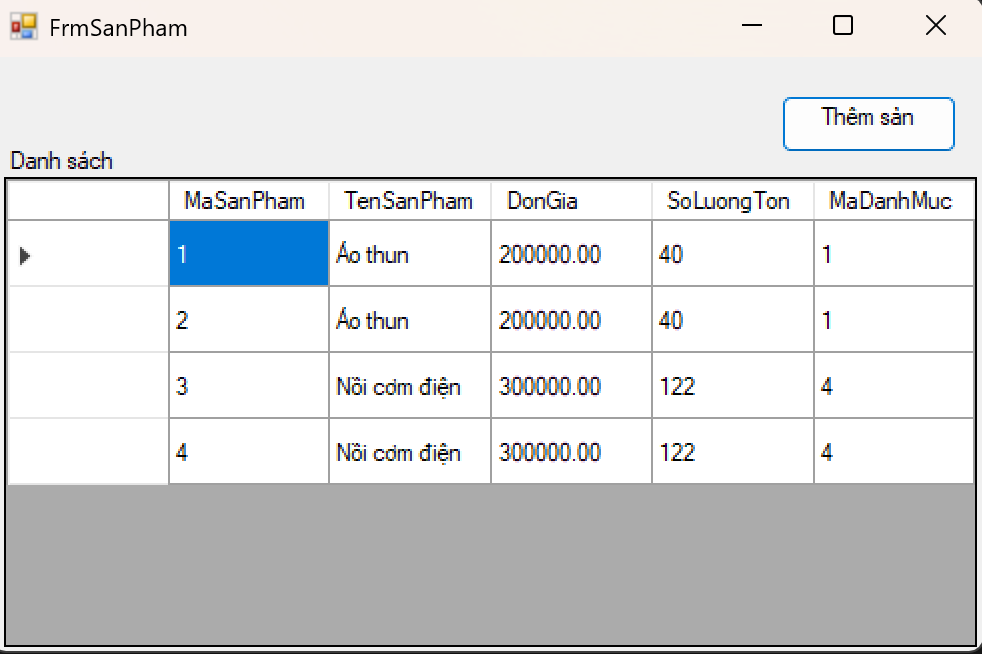 FrmSanPham
Thêm sản
Danh sách
MaSanPham TenSanPham DonGia SoLuongTon MaDanhMuc
1 Áo thun 200000.00 40 1
2 Áo thun 200000.00 40 1
3 Nồi cơm điện 300000.00 122 4
4 Nồi cơm điện 300000.00 122 4